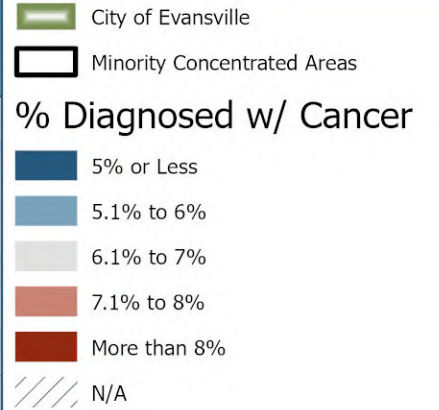 City of Evansville
Minority Concentrated Areas
% Diagnosed w/ Cancer
5% or Less
5.1% to 6%
6.1% to 7%
7.1% to 8%
More than 8%
N/A